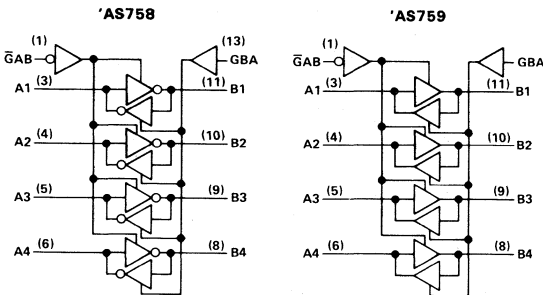 'AS758
(1)
(13)
G̅AB
GBA
(3)
(11)
A1
B1
(4)
(10)
A2
B2
(5)
(9)
A3
B3
(6)
(8)
A4
B4
'AS759
(1)
G̅AB
GBA
(3)
(11)
A1
B1
(4)
(10)
A2
B2
(5)
(9)
A3
B3
(6)
(8)
A4
B4